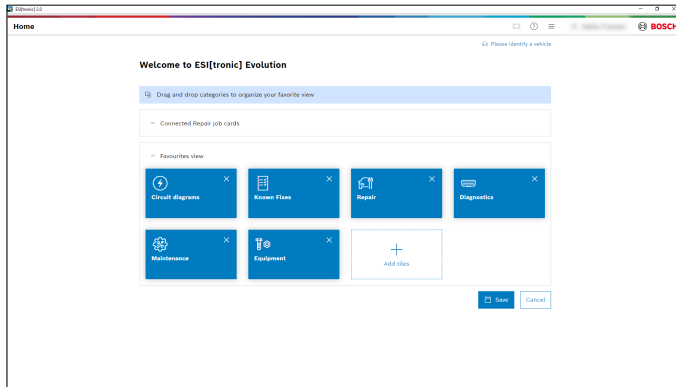 ESI[tronic] 2.0
Home
BOSCH
Please identify a vehicle
Welcome to ESI[tronic] Evolution
Drag and drop categories to organize your favorite view
Connected Repair job cards
Favourites view
Circuit diagrams
Known Fixes
Repair
Diagnostics
Maintenance
Equipment
Add tiles
Save
Cancel